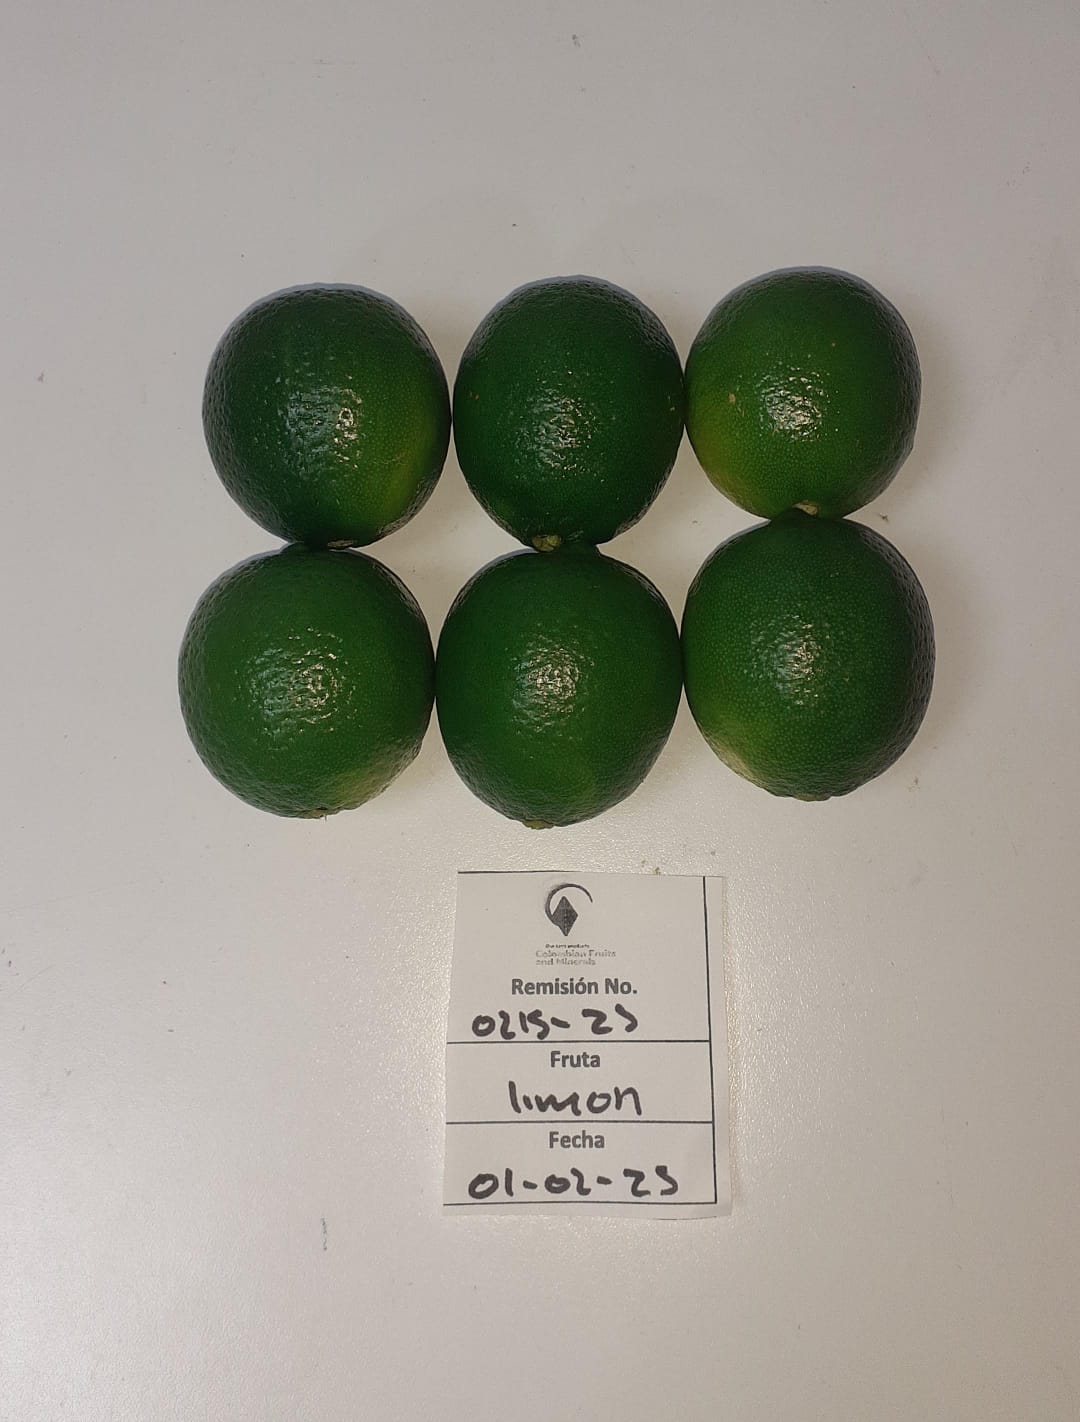 Colombian Fruits
and Minerals
Remisión No.
0215-23
Fruta
limon
Fecha
01-02-23